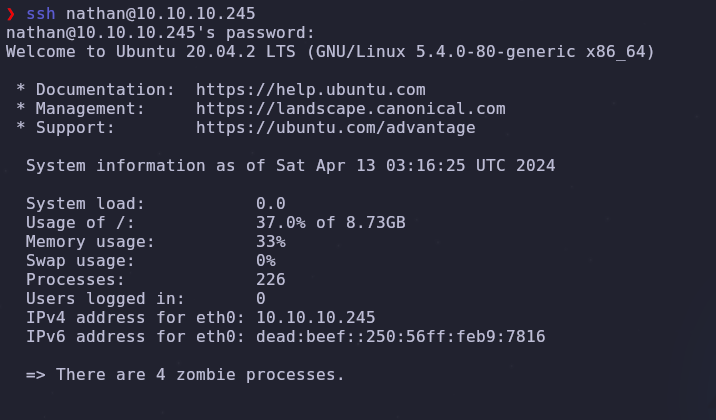 ❯ ssh nathan@10.10.10.245
nathan@10.10.10.245's password:
Welcome to Ubuntu 20.04.2 LTS (GNU/Linux 5.4.0-80-generic x86_64)
* Documentation:  https://help.ubuntu.com
* Management:     https://landscape.canonical.com
* Support:        https://ubuntu.com/advantage
System information as of Sat Apr 13 03:16:25 UTC 2024
System load:           0.0
Usage of /:            37.0% of 8.73GB
Memory usage:          33%
Swap usage:            0%
Processes:             226
Users logged in:       0
IPv4 address for eth0: 10.10.10.245
IPv6 address for eth0: dead:beef::250:56ff:feb9:7816
=> There are 4 zombie processes.